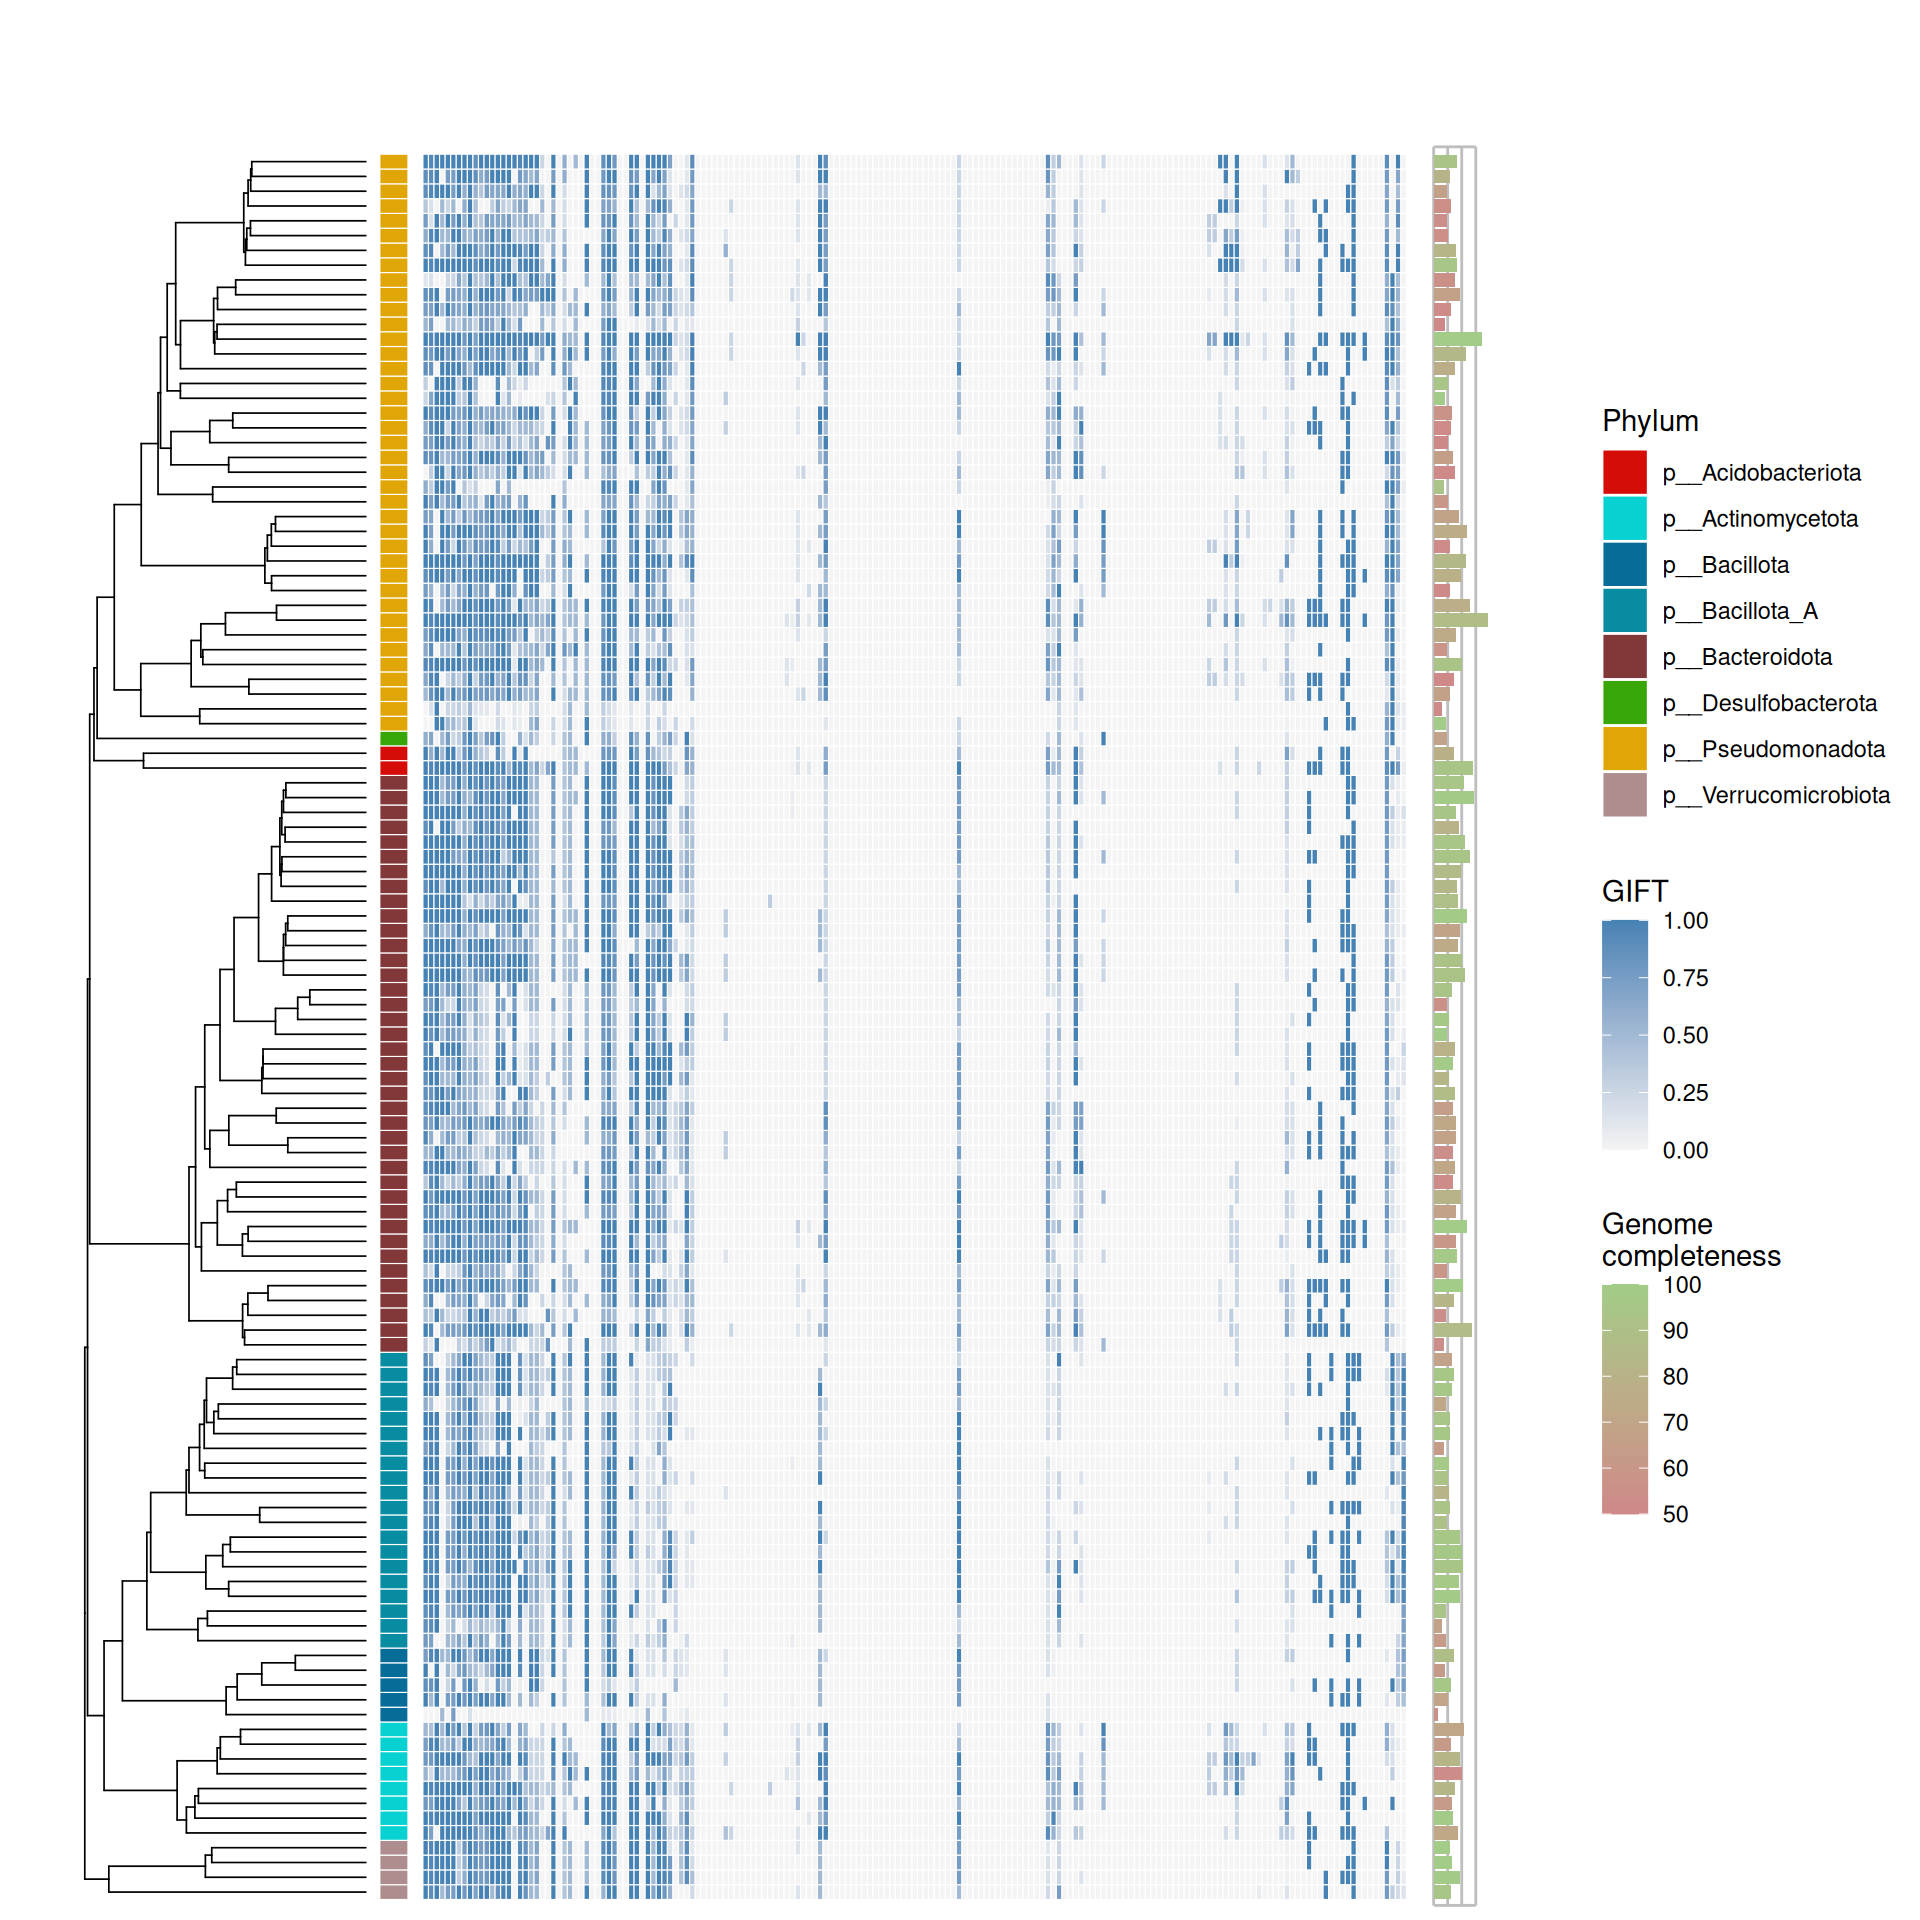 Phylum
p__Acidobacteriota
p__Actinomycetota
p__Bacillota
p__Bacillota_A
p__Bacteroidota
p__Desulfobacterota
p__Pseudomonadota
p__Verrucomicrobiota
GIFT
1.00
0.75
0.50
0.25
0.00
Genome
completeness
100
90
80
70
60
50